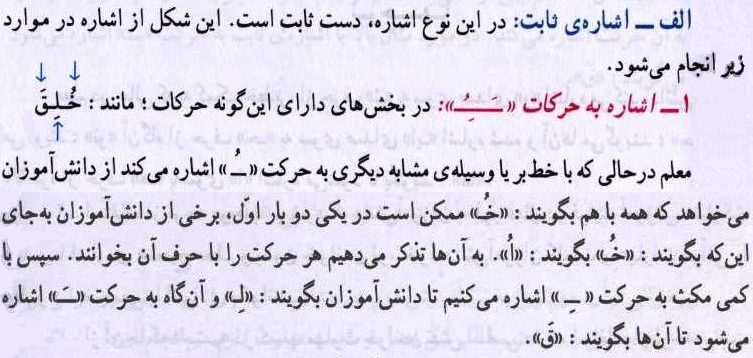 الف ــ اشاره‌ی ثابت: در این نوع اشاره، دست ثابت است. این شکل از اشاره در موارد
زیر انجام می‌شود.
۱ــ اشاره به حرکات «ـَـِـُـ»: در بخش‌های دارای این‌گونه حرکات؛ مانند: خُـلِـقَ
معلم درحالی که با خط‌بر یا وسیله‌ی مشابه دیگری به حرکت «ـُـ» اشاره می‌کند از دانش‌آموزان
می‌خواهد که همه با هم بگویند: «خُ» ممکن است در یکی دو بار اوّل، برخی از دانش‌آموزان به‌جای
این‌که بگویند: «خُ» بگویند: «اُ». به آن‌ها تذکر می‌دهیم هر حرکت را با حرف آن بخوانند. سپس با
کمی مکث به حرکت «ـِـ» اشاره می‌کنیم تا دانش‌آموزان بگویند: «لِ» و آن‌گاه به حرکت «ـَـ» اشاره
می‌شود تا آن‌ها بگویند: «قَ».